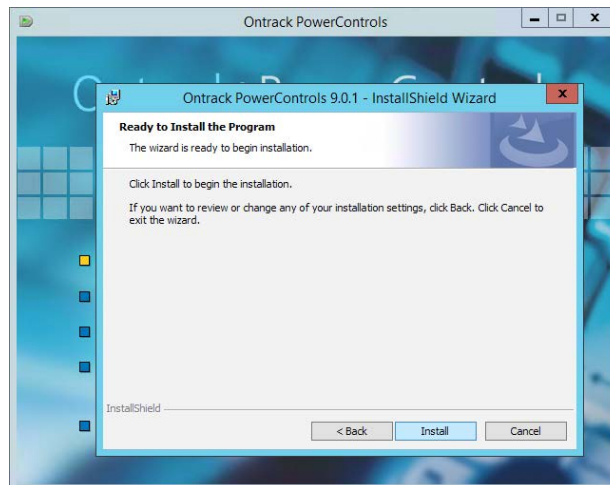 Ontrack PowerControls
Ontrack PowerControls 9.0.1 - InstallShield Wizard
Ready to Install the Program
The wizard is ready to begin installation.
Click Install to begin the installation.
If you want to review or change any of your installation settings, click Back. Click Cancel to
exit the wizard.
InstallShield
< Back
Install
Cancel